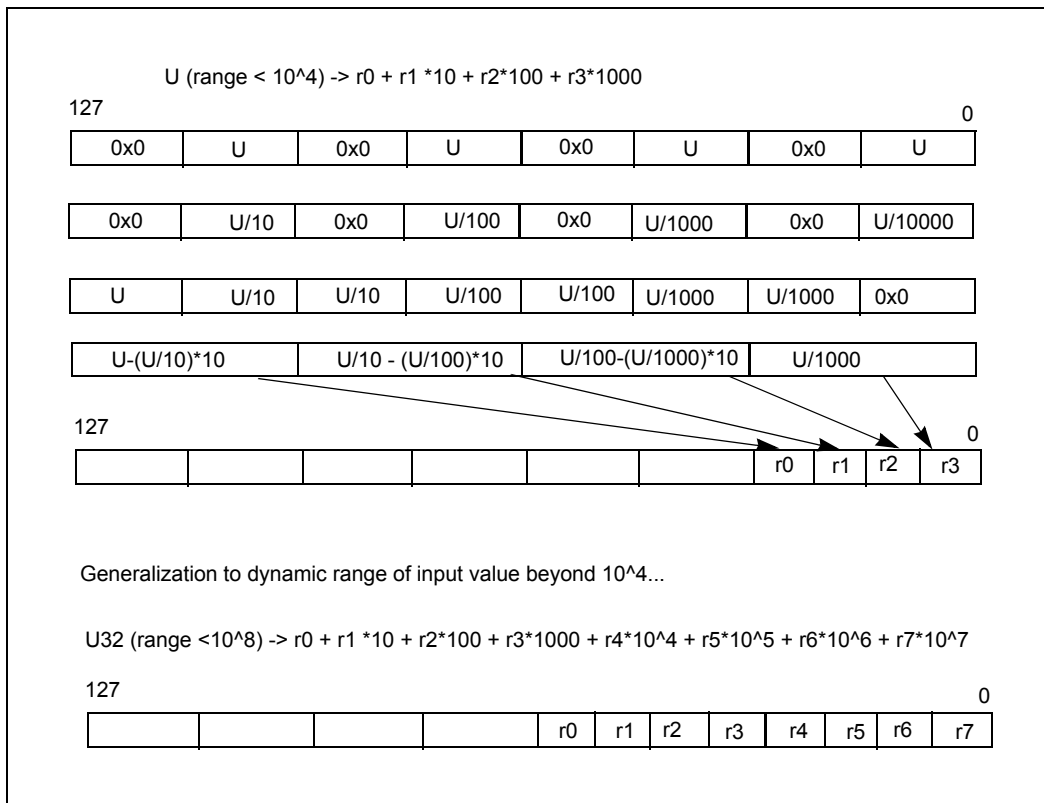 U (range < 10^4) -> r0 + r1 *10 + r2*100 + r3*1000
127 0
0x0 U 0x0 U 0x0 U 0x0 U
0x0 U/10 0x0 U/100 0x0 U/1000 0x0 U/10000
U U/10 U/10 U/100 U/100 U/1000 U/1000 0x0
U-(U/10)*10 U/10 - (U/100)*10 U/100-(U/1000)*10 U/1000
127 0
r0 r1 r2 r3
Generalization to dynamic range of input value beyond 10^4...
U32 (range <10^8) -> r0 + r1 *10 + r2*100 + r3*1000 + r4*10^4 + r5*10^5 + r6*10^6 + r7*10^7
127 0
r0 r1 r2 r3 r4 r5 r6 r7